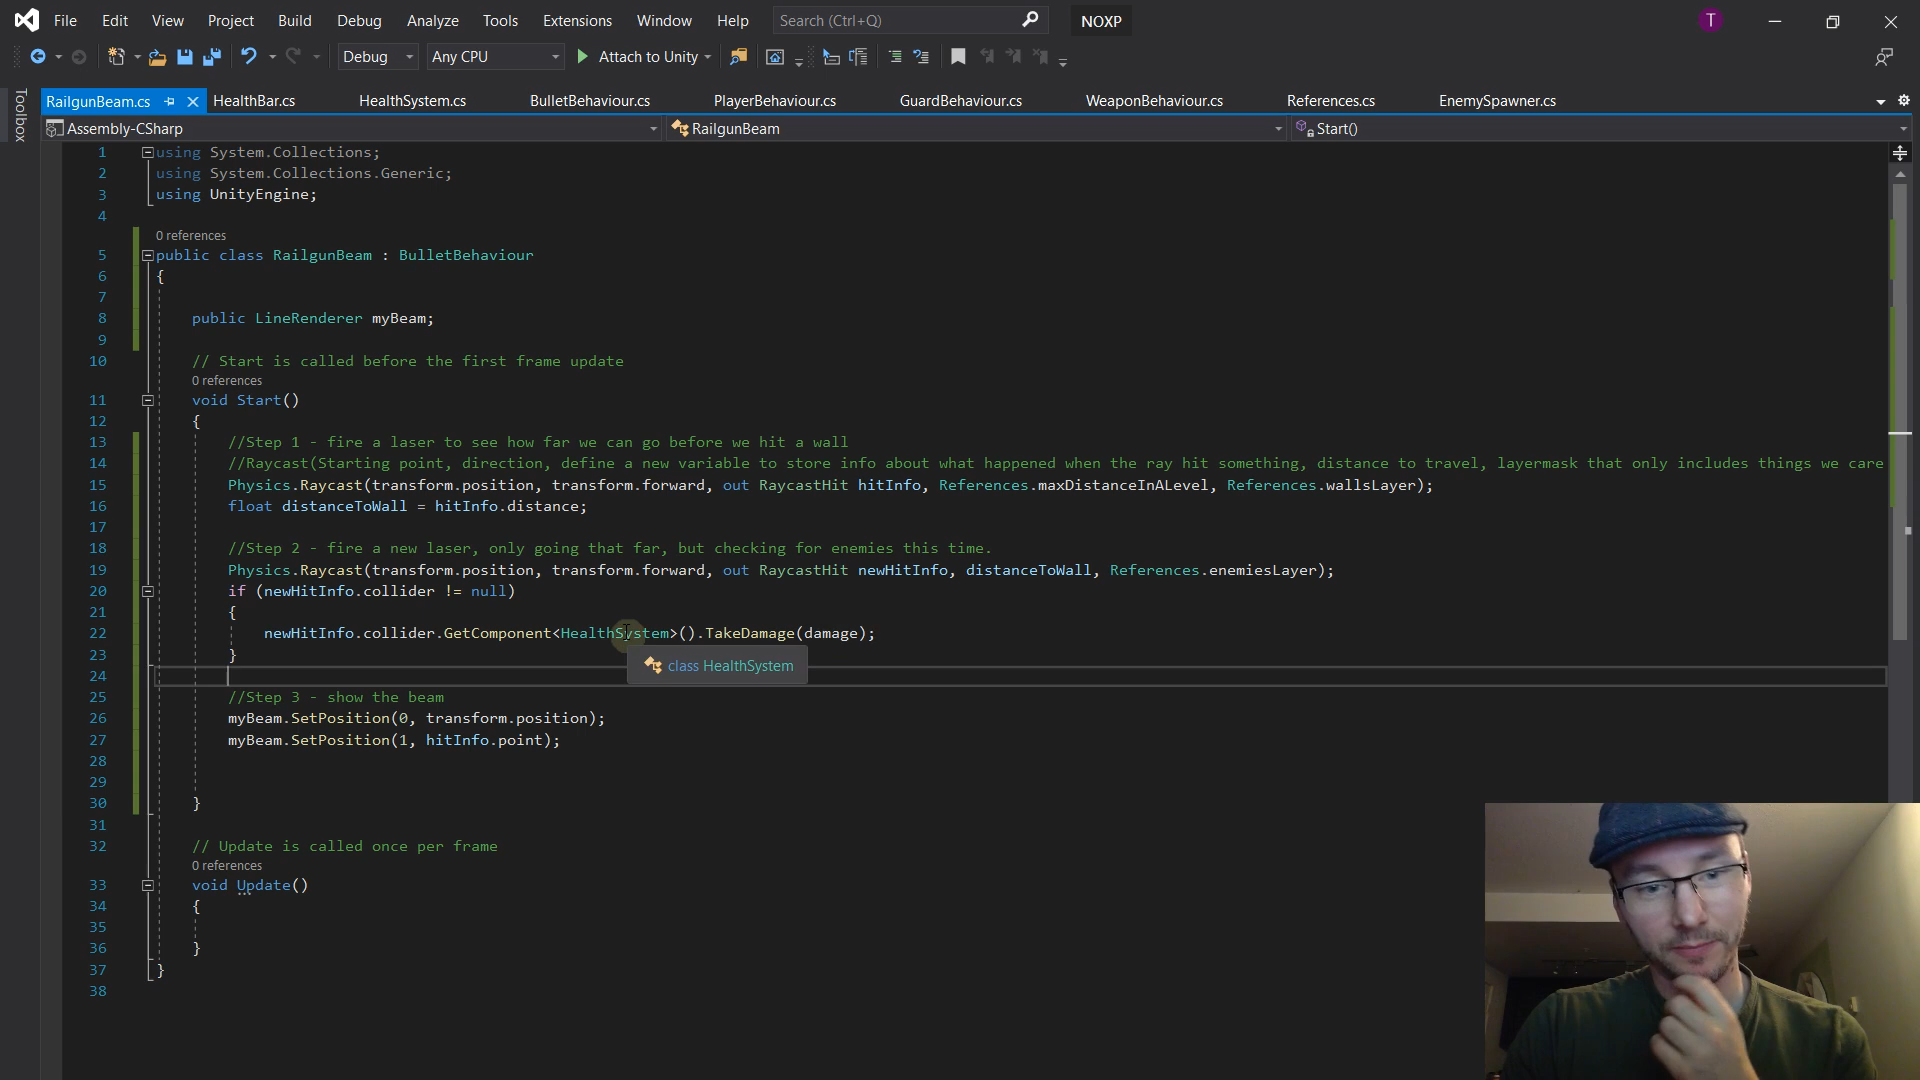 File Edit View Project Build Debug Analyze Tools Extensions Window Help Search (Ctrl+Q) NOXP T
Debug Any CPU Attach to Unity
Toolbox
RailgunBeam.cs HealthBar.cs HealthSystem.cs BulletBehaviour.cs PlayerBehaviour.cs GuardBehaviour.cs WeaponBehaviour.cs References.cs EnemySpawner.cs
Assembly-CSharp RailgunBeam Start()
1 using System.Collections;
2 using System.Collections.Generic;
3 using UnityEngine;
4
0 references
5 public class RailgunBeam : BulletBehaviour
6 {
7
8 public LineRenderer myBeam;
9
10 // Start is called before the first frame update
0 references
11 void Start()
12 {
13 //Step 1 - fire a laser to see how far we can go before we hit a wall
14 //Raycast(Starting point, direction, define a new variable to store info about what happened when the ray hit something, distance to travel, layermask that only includes things we care
15 Physics.Raycast(transform.position, transform.forward, out RaycastHit hitInfo, References.maxDistanceInALevel, References.wallsLayer);
16 float distanceToWall = hitInfo.distance;
17
18 //Step 2 - fire a new laser, only going that far, but checking for enemies this time.
19 Physics.Raycast(transform.position, transform.forward, out RaycastHit newHitInfo, distanceToWall, References.enemiesLayer);
20 if (newHitInfo.collider != null)
21 {
22 newHitInfo.collider.GetComponent<HealthSystem>().TakeDamage(damage);
23 }
class HealthSystem
24
25 //Step 3 - show the beam
26 myBeam.SetPosition(0, transform.position);
27 myBeam.SetPosition(1, hitInfo.point);
28
29
30 }
31
32 // Update is called once per frame
0 references
33 void Update()
34 {
35
36 }
37 }
38